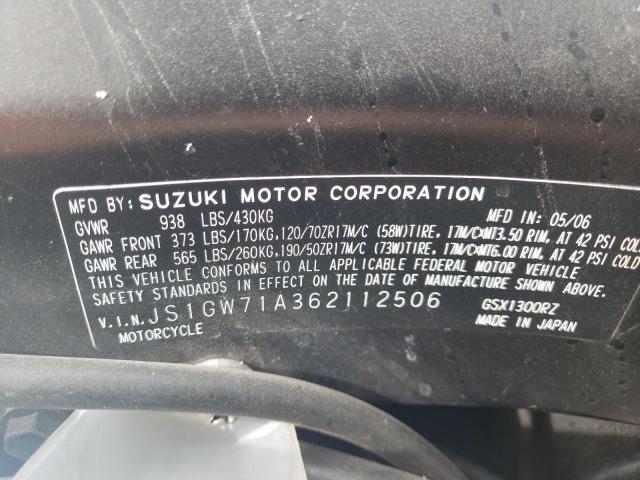 MFD BY: SUZUKI MOTOR CORPORATION
GVWR 938 LBS/430KG MFD IN 05/06
GAWR FRONT 373 LBS/170KG,120/70ZR17M/C (58W)TIRE, 17M/CXMT3.50 RIM, AT 42 PSI COLD
GAWR REAR 565 LBS/260KG,190/50ZR17M/C (73W)TIRE, 17M/CXMT6.00 RIM, AT 42 PSI COLD
THIS VEHICLE CONFORMS TO ALL APPLICABLE FEDERAL MOTOR VEHICLE
SAFETY STANDARDS IN EFFECT ON THE DATE OF MANUFACTURE SHOWN ABOVE
V.I.N. JS1GW71A362112506 GSX1300RZ
MOTORCYCLE MADE IN JAPAN